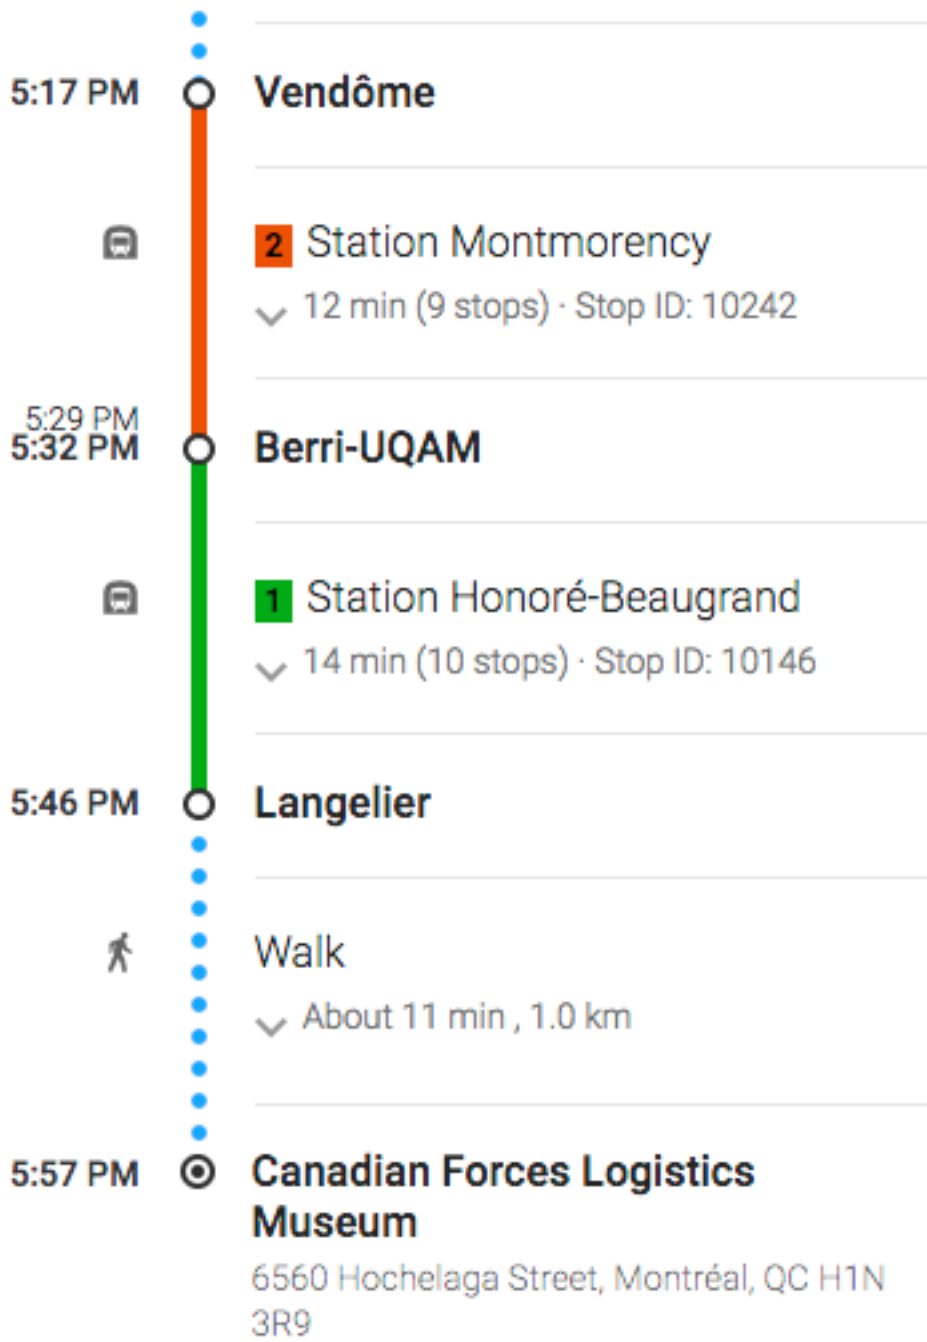 5:17 PM Vendôme
2 Station Montmorency
12 min (9 stops) · Stop ID: 10242
5:29 PM
5:32 PM Berri-UQAM
1 Station Honoré-Beaugrand
14 min (10 stops) · Stop ID: 10146
5:46 PM Langelier
Walk
About 11 min , 1.0 km
5:57 PM Canadian Forces Logistics
Museum
6560 Hochelaga Street, Montréal, QC H1N
3R9